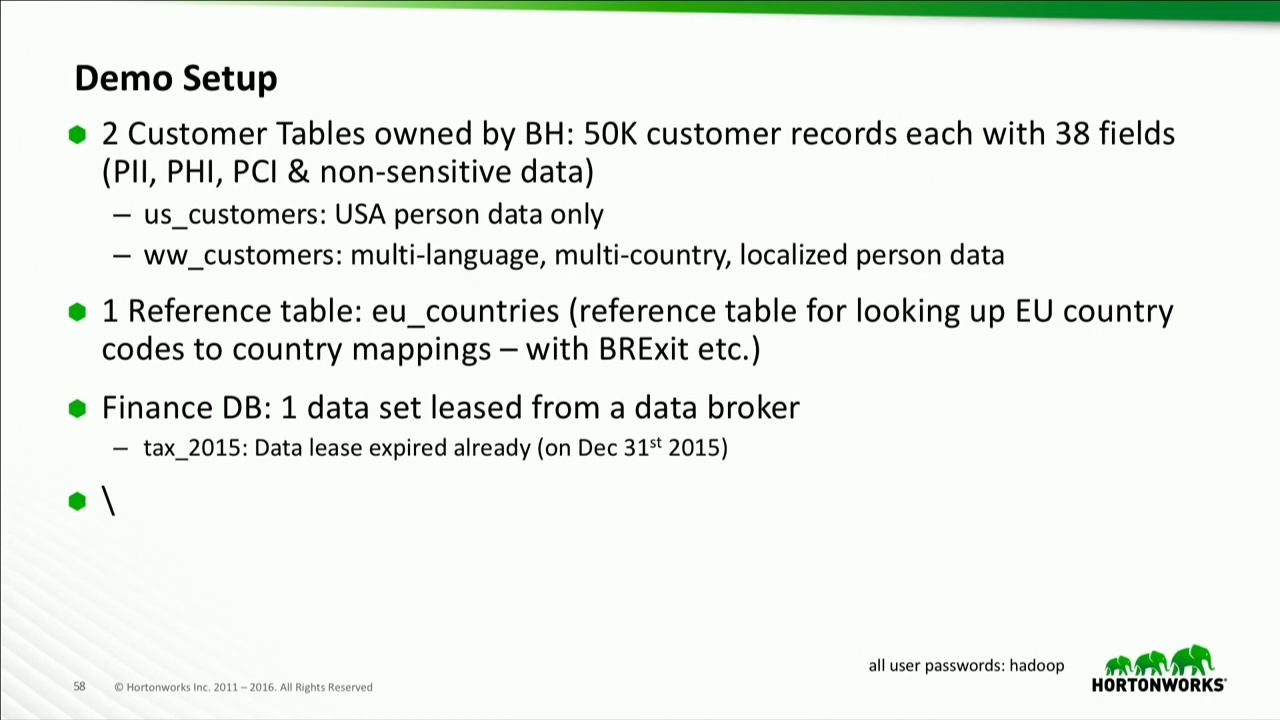 Demo Setup
2 Customer Tables owned by BH: 50K customer records each with 38 fields
(PII, PHI, PCI & non-sensitive data)
– us_customers: USA person data only
– ww_customers: multi-language, multi-country, localized person data
1 Reference table: eu_countries (reference table for looking up EU country
codes to country mappings – with BRExit etc.)
Finance DB: 1 data set leased from a data broker
– tax_2015: Data lease expired already (on Dec 31st 2015)
\
all user passwords: hadoop
HORTONWORKS
58 © Hortonworks Inc. 2011 – 2016. All Rights Reserved